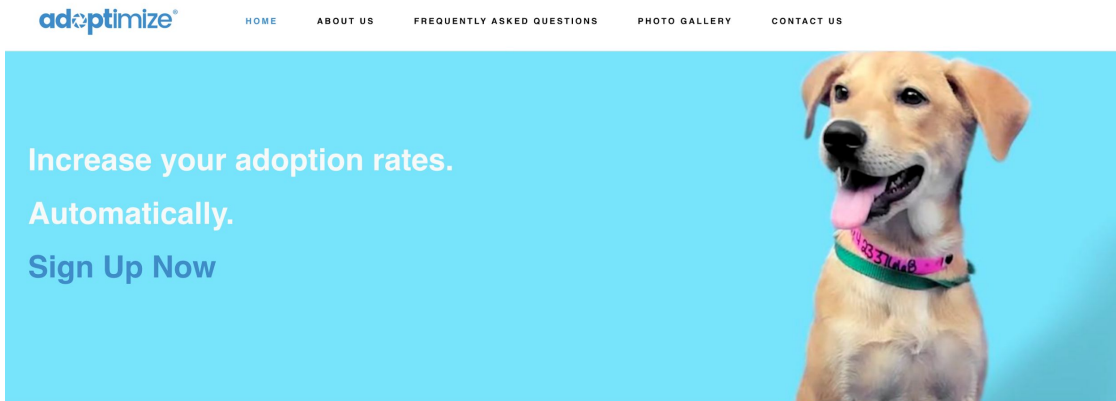 adoptimize®
HOME ABOUT US FREQUENTLY ASKED QUESTIONS PHOTO GALLERY CONTACT US
Increase your adoption rates.
Automatically.
Sign Up Now